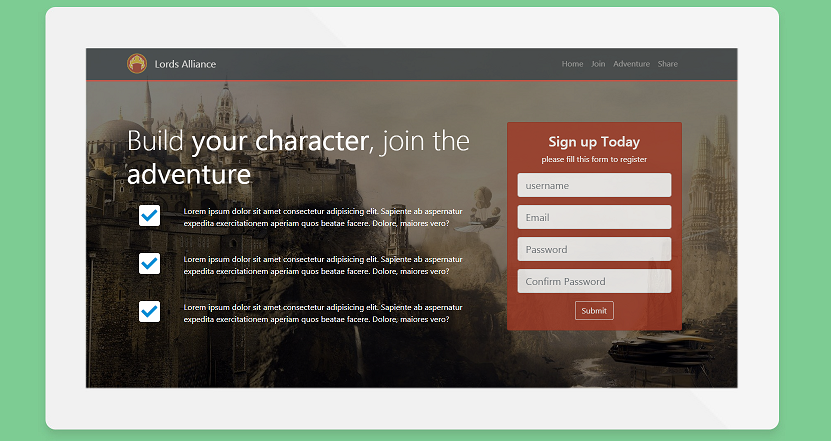 Lords Alliance
Home Join Adventure Share
Build your character, join the
adventure
Lorem ipsum dolor sit amet consectetur adipisicing elit. Sapiente ab aspernatur
expedita exercitationem aperiam quos beatae facere. Dolore, maiores vero?
Lorem ipsum dolor sit amet consectetur adipisicing elit. Sapiente ab aspernatur
expedita exercitationem aperiam quos beatae facere. Dolore, maiores vero?
Lorem ipsum dolor sit amet consectetur adipisicing elit. Sapiente ab aspernatur
expedita exercitationem aperiam quos beatae facere. Dolore, maiores vero?
Sign up Today
please fill this form to register
username
Email
Password
Confirm Password
Submit